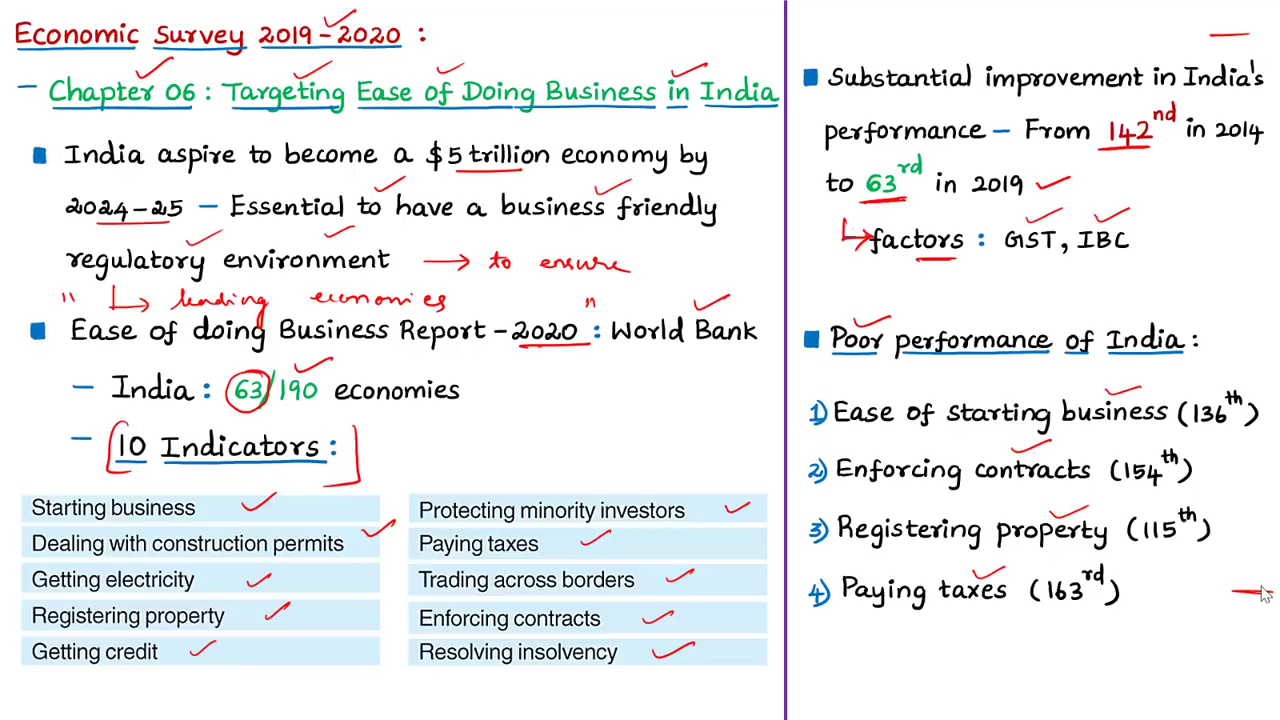 Economic Survey 2019-2020 :
- Chapter 06 : Targeting Ease of Doing Business in India
India aspire to become a $5 trillion economy by
2024-25 - Essential to have a business friendly
regulatory environment → to ensure
" leading economies "
Ease of doing Business Report - 2020 : World Bank
- India : 63/190 economies
- 10 Indicators :
Starting business
Dealing with construction permits
Getting electricity
Registering property
Getting credit
Protecting minority investors
Paying taxes
Trading across borders
Enforcing contracts
Resolving insolvency
Substantial improvement in India's
performance - From 142nd in 2014
to 63rd in 2019
factors : GST, IBC
Poor performance of India :
1) Ease of starting business (136th)
2) Enforcing contracts (154th)
3) Registering property (115th)
4) Paying taxes (163rd)